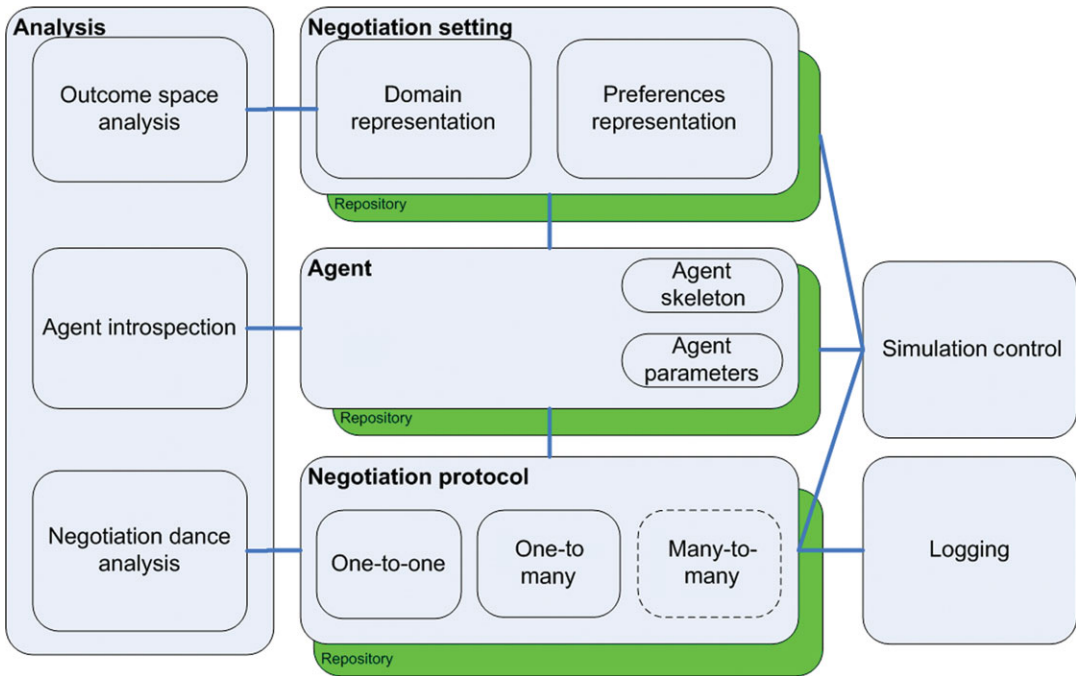 Analysis
Outcome space
analysis
Agent introspection
Negotiation dance
analysis
Negotiation setting
Domain
representation
Preferences
representation
Repository
Agent
Agent
skeleton
Agent
parameters
Repository
Negotiation protocol
One-to-one
One-to
many
Many-to-
many
Repository
Simulation control
Logging